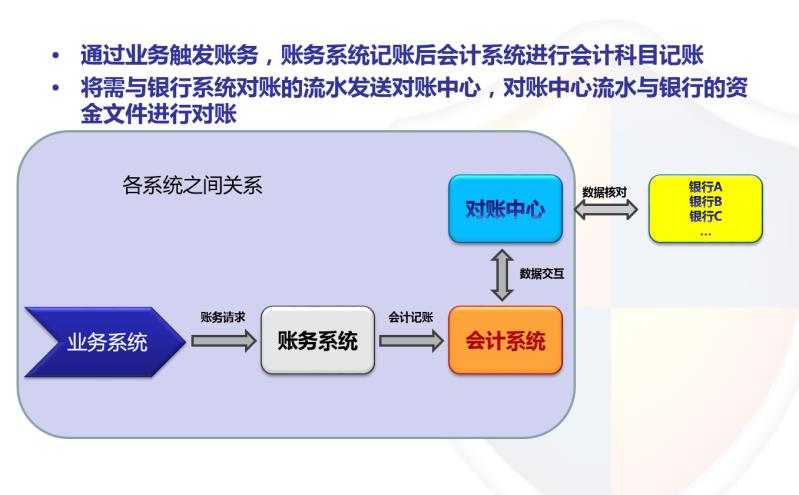 • 通过业务触发账务，账务系统记账后会计系统进行会计科目记账
• 将需与银行系统对账的流水发送对账中心，对账中心流水与银行的资
金文件进行对账
各系统之间关系
对账中心
数据核对
银行A
银行B
银行C
...
数据交互
业务系统
账务请求
账务系统
会计记账
会计系统